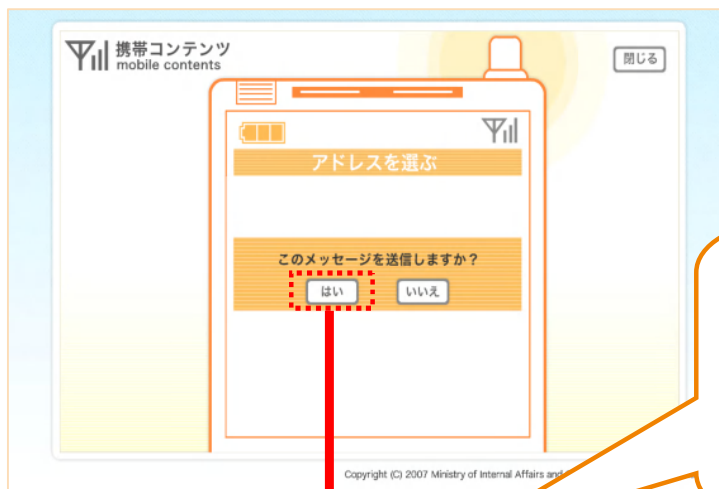 携帯コンテンツ
mobile contents
閉じる
アドレスを選ぶ
このメッセージを送信しますか？
はい
いいえ
Copyright (C) 2007 Ministry of Internal Affairs and